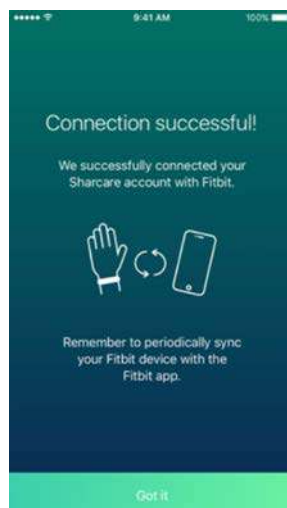 9:41 AM
100%
Connection successful!
We successfully connected your
Sharcare account with Fitbit.
Remember to periodically sync
your Fitbit device with the
Fitbit app.
Got it